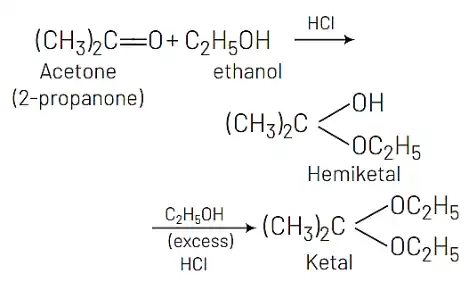 HCl
(CH₃)₂C=O + C₂H₅OH
Acetone ethanol
(2-propanone)
OH
(CH₃)₂C
OC₂H₅
Hemiketal
C₂H₅OH
(excess)
HCl
OC₂H₅
(CH₃)₂C
OC₂H₅
Ketal